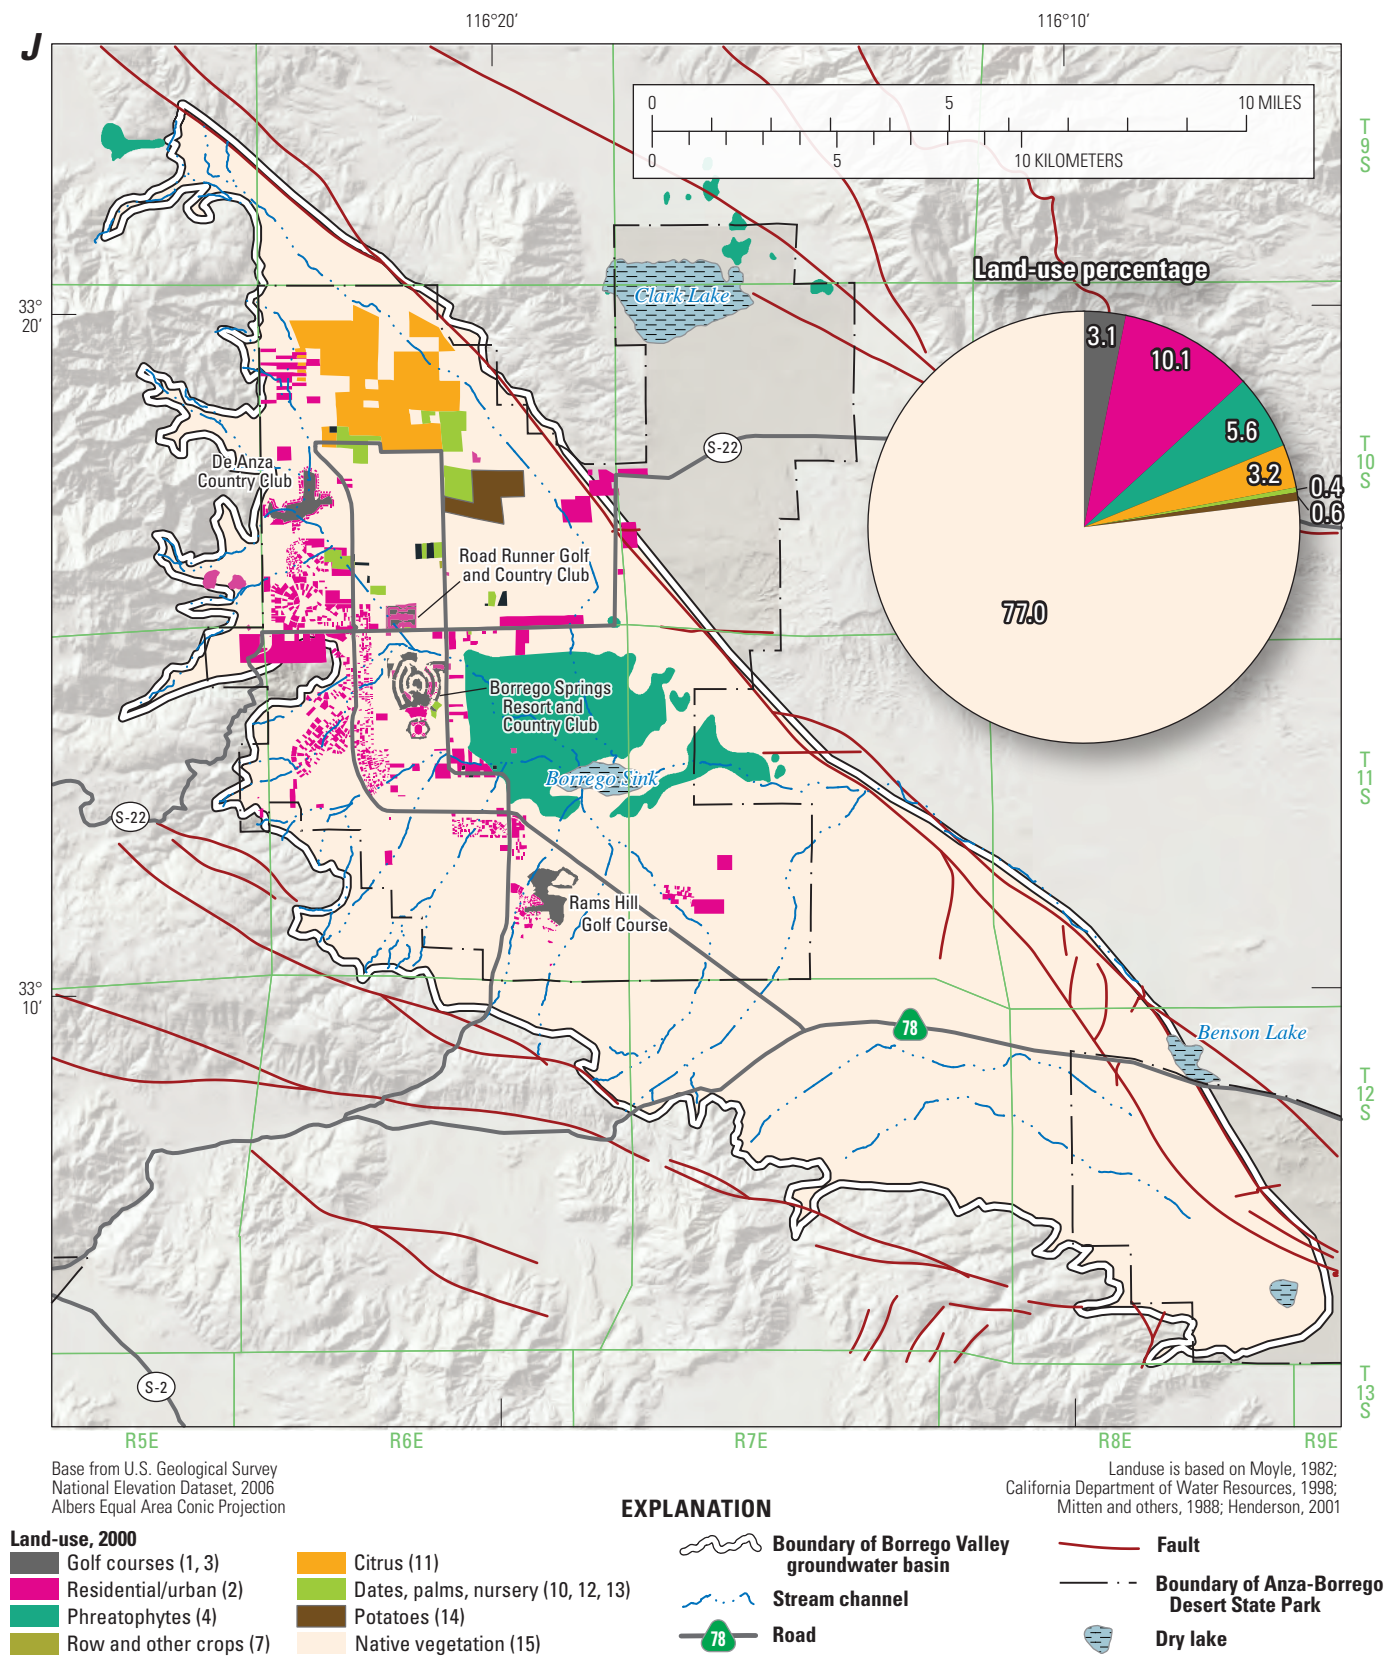 J
116°20′
116°10′
0
5
10 MILES
0
5
10 KILOMETERS
T
9
S
Land-use percentage
Clark Lake
33°
20′
3.1
10.1
5.6
3.2
0.4
0.6
77.0
S-22
T
10
S
De Anza
Country Club
Road Runner Golf
and Country Club
Borrego Springs
Resort and
Country Club
Borrego Sink
T
11
S
S-22
Rams Hill
Golf Course
33°
10′
78
Benson Lake
T
12
S
S-2
T
13
S
R5E
R6E
R7E
R8E
R9E
Base from U.S. Geological Survey
National Elevation Dataset, 2006
Albers Equal Area Conic Projection
Landuse is based on Moyle, 1982;
California Department of Water Resources, 1998;
Mitten and others, 1988; Henderson, 2001
EXPLANATION
Land-use, 2000
Golf courses (1, 3)
Residential/urban (2)
Phreatophytes (4)
Row and other crops (7)
Citrus (11)
Dates, palms, nursery (10, 12, 13)
Potatoes (14)
Native vegetation (15)
Boundary of Borrego Valley
groundwater basin
Stream channel
78
Road
Fault
Boundary of Anza-Borrego
Desert State Park
Dry lake